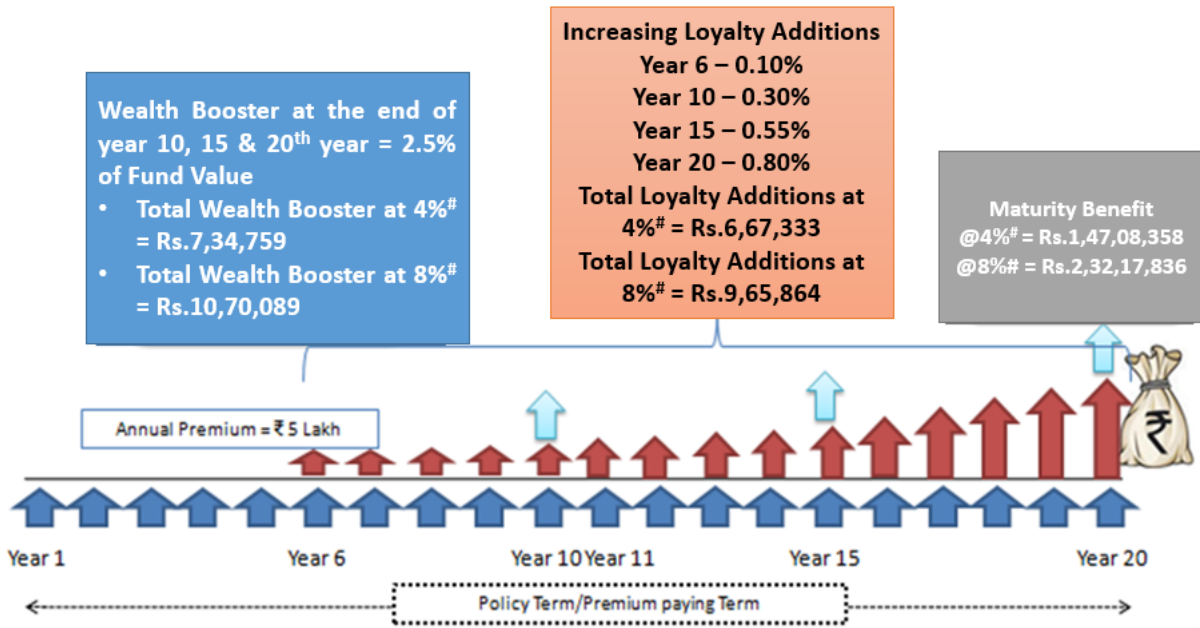 Increasing Loyalty Additions
Year 6 – 0.10%
Year 10 – 0.30%
Year 15 – 0.55%
Year 20 – 0.80%
Total Loyalty Additions at
4%# = Rs.6,67,333
Total Loyalty Additions at
8%# = Rs.9,65,864
Wealth Booster at the end of
year 10, 15 & 20th year = 2.5%
of Fund Value
• Total Wealth Booster at 4%#
= Rs.7,34,759
• Total Wealth Booster at 8%#
= Rs.10,70,089
Maturity Benefit
@4%# = Rs.1,47,08,358
@8%# = Rs.2,32,17,836
Annual Premium = ₹ 5 Lakh
₹
Year 1 Year 6 Year 10 Year 11 Year 15 Year 20
Policy Term/Premium paying Term